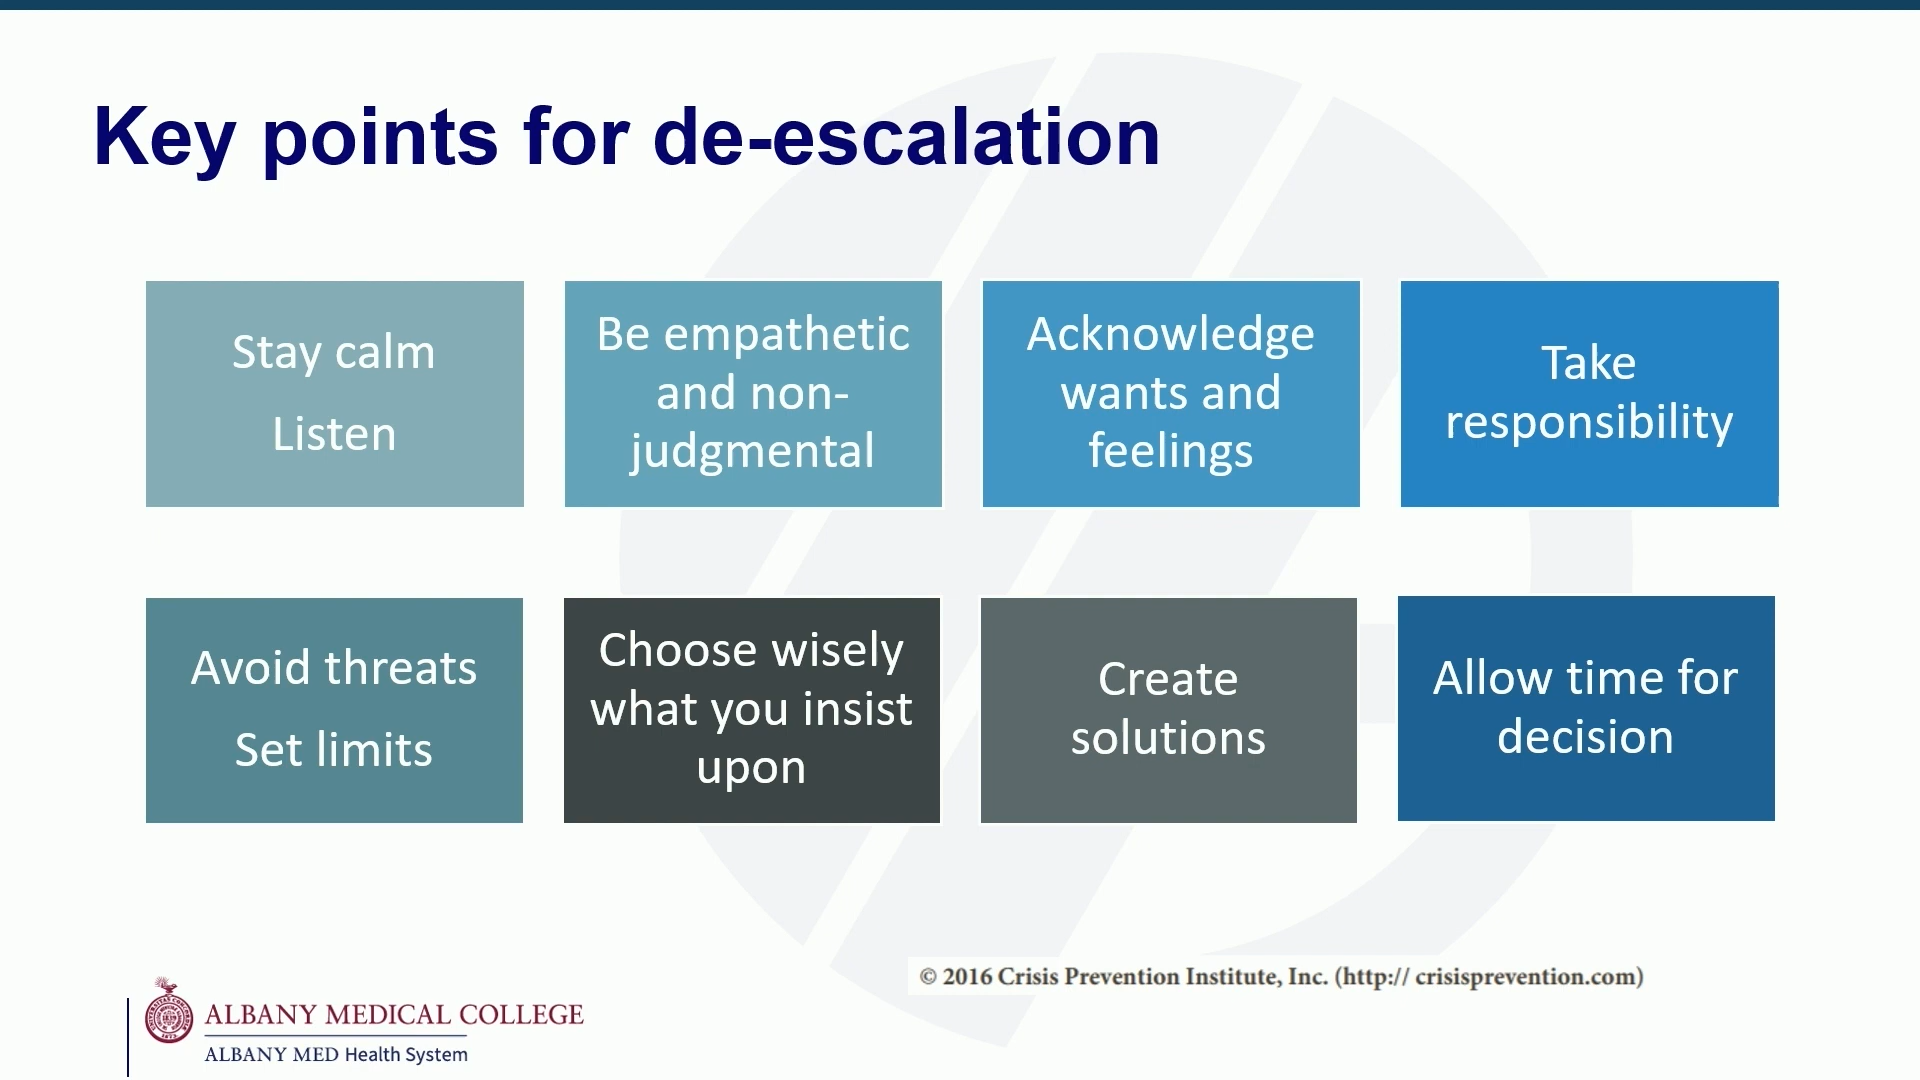 Key points for de-escalation
Stay calm
Listen
Be empathetic
and non-
judgmental
Acknowledge
wants and
feelings
Take
responsibility
Avoid threats
Set limits
Choose wisely
what you insist
upon
Create
solutions
Allow time for
decision
© 2016 Crisis Prevention Institute, Inc. (http:// crisisprevention.com)
ALBANY MEDICAL COLLEGE
ALBANY MED Health System